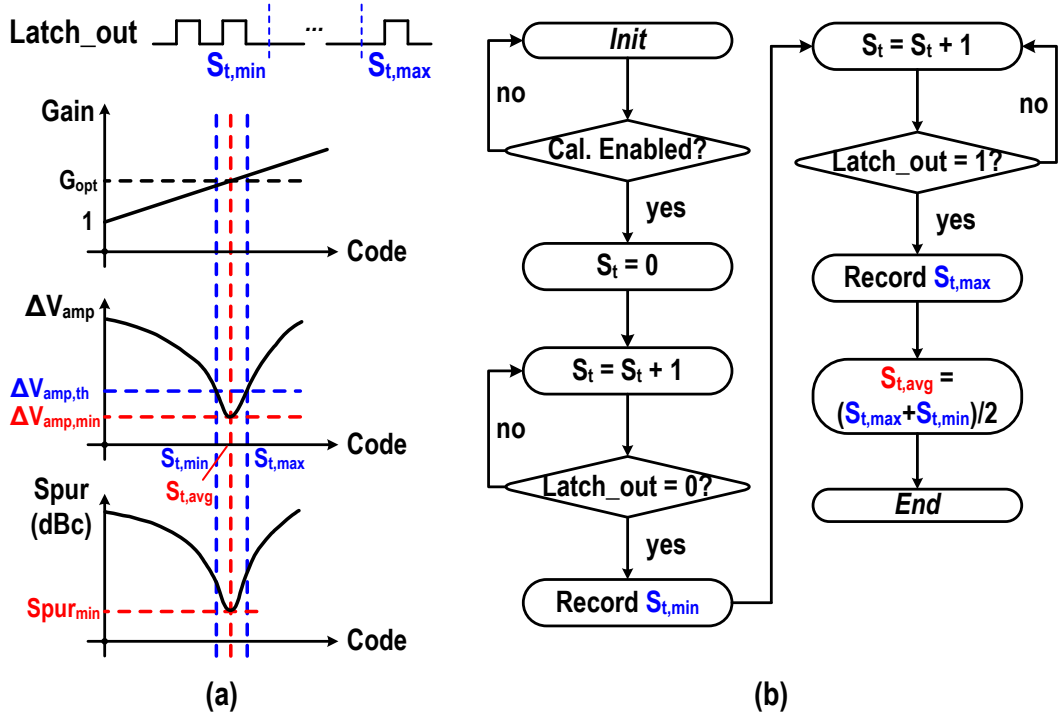 Latch_out
...
S_t,min
S_t,max
Gain
G_opt
1
Code
ΔV_amp
ΔV_amp,th
ΔV_amp,min
S_t,min
S_t,max
S_t,avg
Code
Spur
(dBc)
Spur_min
Code
(a)
Init
no
Cal. Enabled?
yes
S_t = 0
S_t = S_t + 1
no
Latch_out = 0?
yes
Record S_t,min
S_t = S_t + 1
no
Latch_out = 1?
yes
Record S_t,max
S_t,avg =
(S_t,max+S_t,min)/2
End
(b)